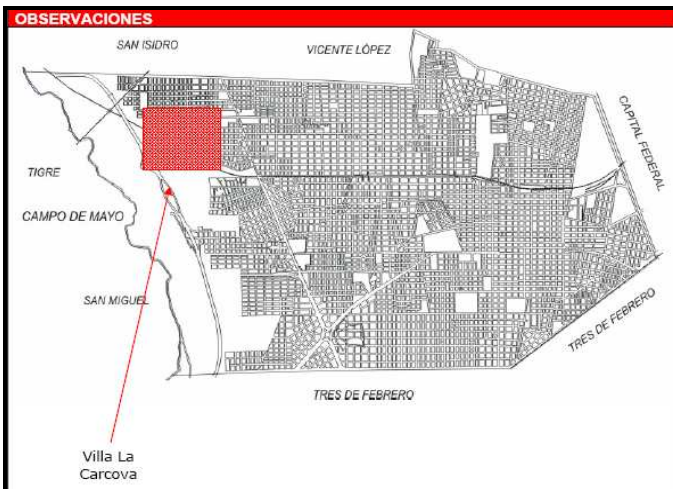 OBSERVACIONES
SAN ISIDRO
VICENTE LÓPEZ
CAPITAL FEDERAL
TIGRE
CAMPO DE MAYO
SAN MIGUEL
TRES DE FEBRERO
TRES DE FEBRERO
Villa La
Carcova